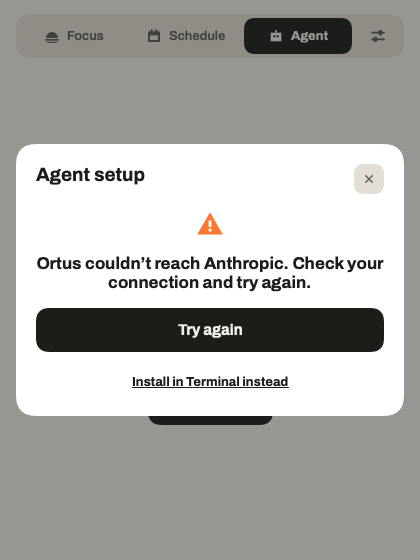 Focus
Schedule
Agent
Agent setup
Ortus couldn’t reach Anthropic. Check your
connection and try again.
Try again
Install in Terminal instead